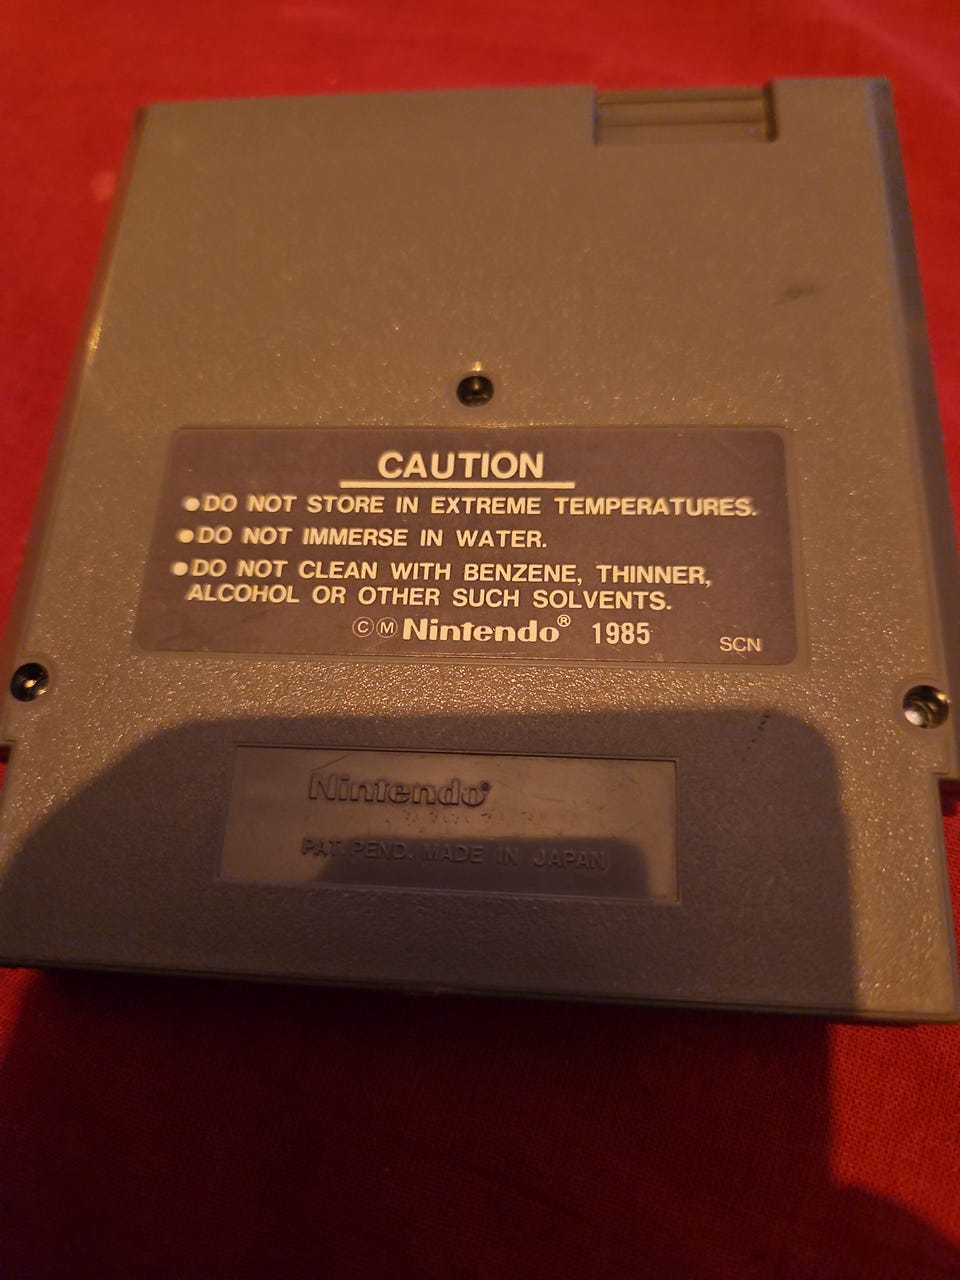 CAUTION
●DO NOT STORE IN EXTREME TEMPERATURES.
●DO NOT IMMERSE IN WATER.
●DO NOT CLEAN WITH BENZENE, THINNER,
ALCOHOL OR OTHER SUCH SOLVENTS.
ⒸⓂNintendo® 1985
SCN
Nintendo®
PAT. PEND. MADE IN JAPAN